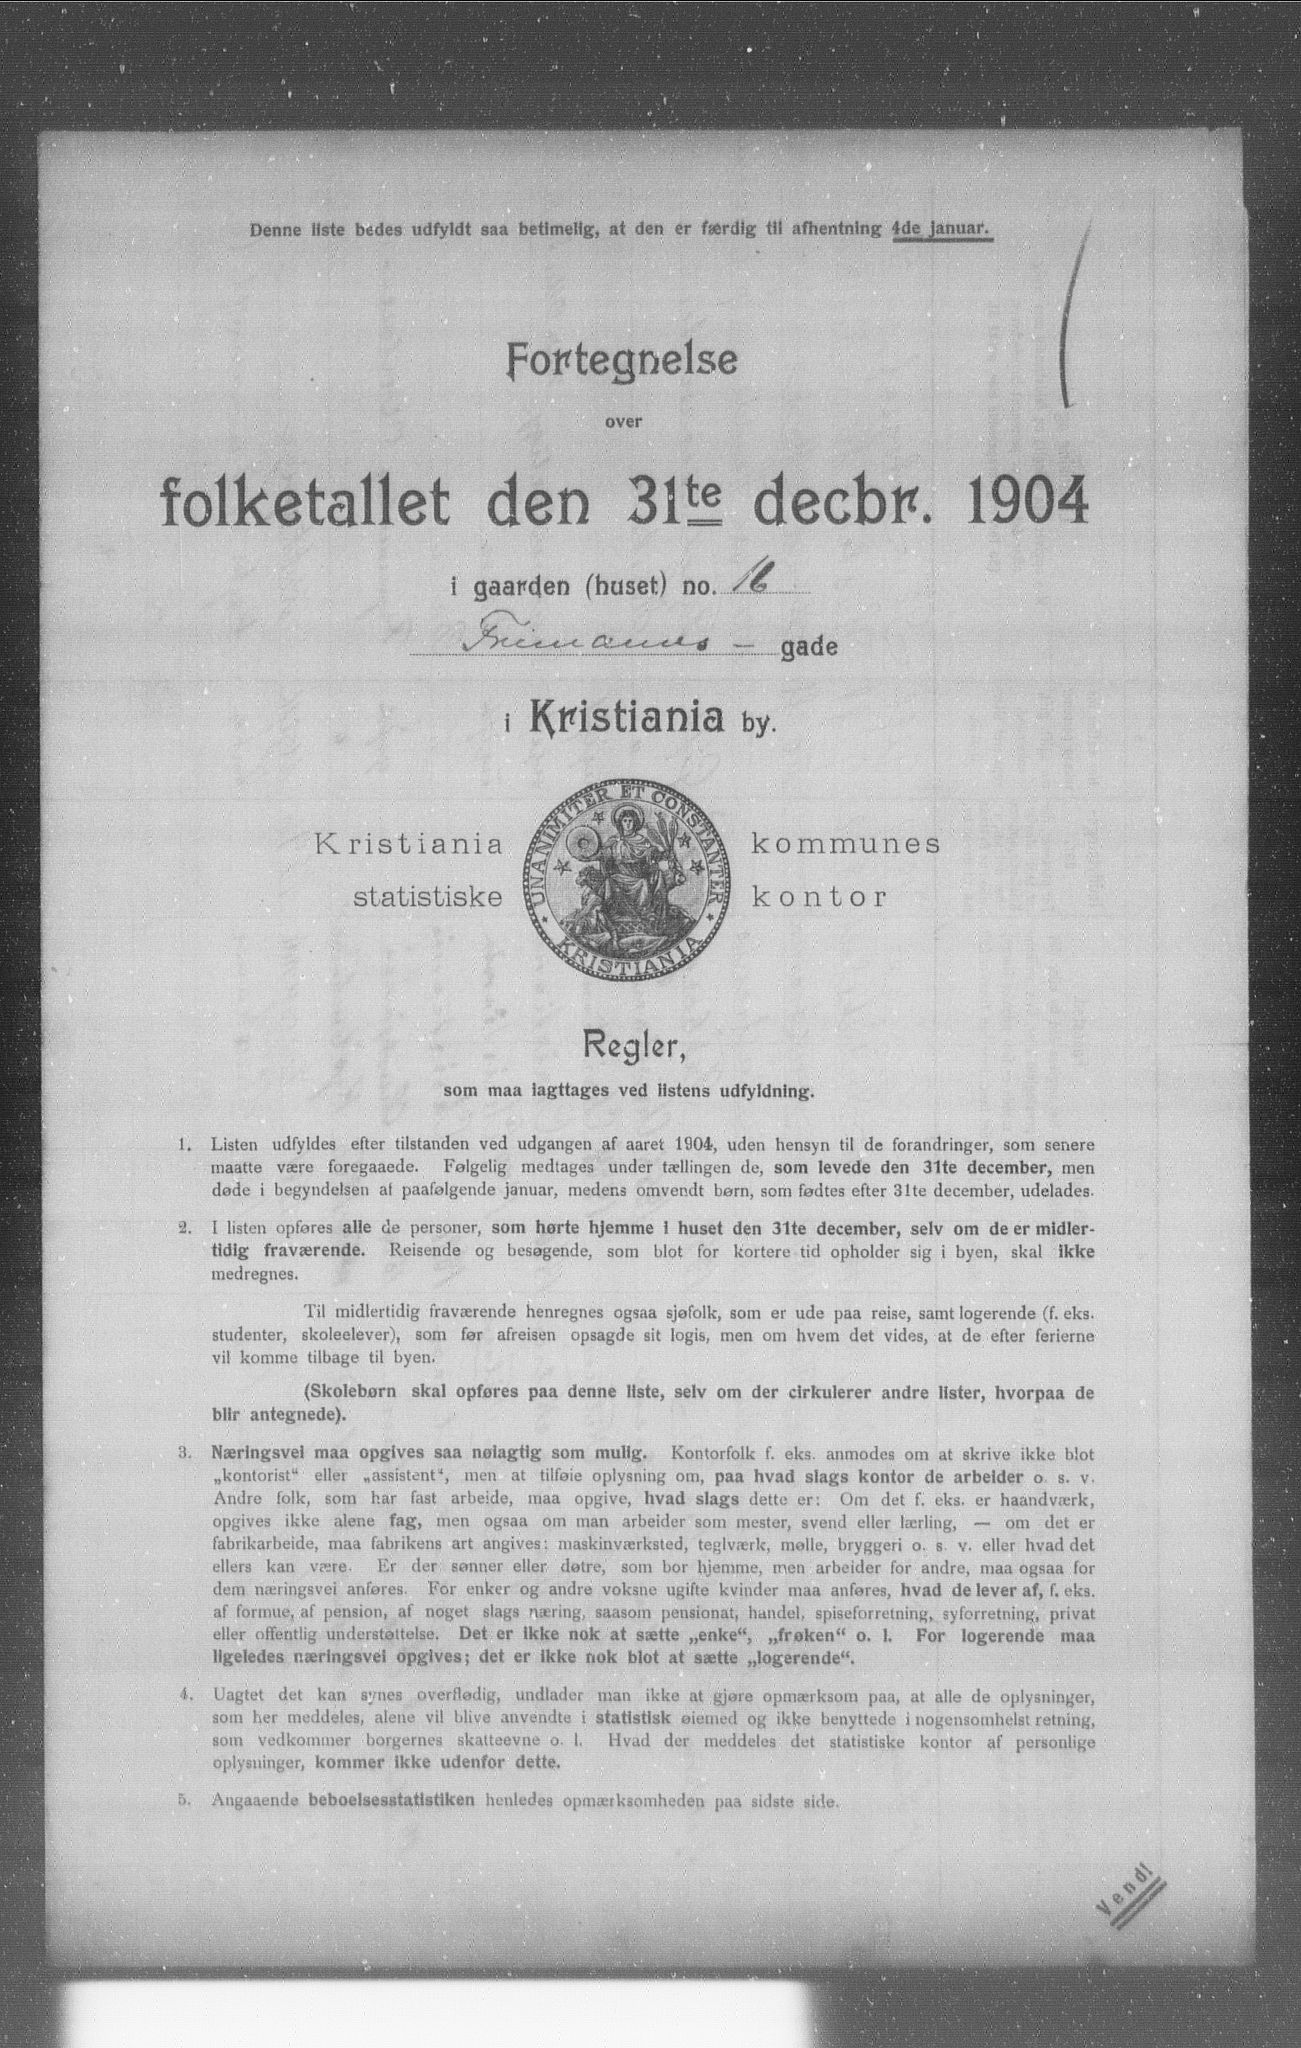 Denne liste bedes udfyldt saa betimelig, at den er færdig til afhentning 4de januar.
Fortegnelse
over
folketallet den 31te decbr. 1904
i gaarden (huset) no. 16
Frimanns - gade
i Kristiania by.
UNANIMITER ET CONSTANTER
KRISTIANIA
Kristiania kommunes
statistiske kontor
Regler,
som maa iagttages ved listens udfyldning.
1. Listen udfyldes efter tilstanden ved udgangen af aaret 1904, uden hensyn til de forandringer, som senere
maatte være foregaaede. Følgelig medtages under tællingen de, som levede den 31te december, men
døde i begyndelsen af paafølgende januar, medens omvendt børn, som fødtes efter 31te december, udelades.
2. I listen opføres alle de personer, som hørte hjemme i huset den 31te december, selv om de er midler-
tidig fraværende. Reisende og besøgende, som blot for kortere tid opholder sig i byen, skal ikke
medregnes.
Til midlertidig fraværende henregnes ogsaa sjøfolk, som er ude paa reise, samt logerende (f. eks.
studenter, skoleelever), som før afreisen opsagde sit logis, men om hvem det vides, at de efter ferierne
vil komme tilbage til byen.
(Skolebørn skal opføres paa denne liste, selv om der cirkulerer andre lister, hvorpaa de
blir antegnede).
3. Næringsvei maa opgives saa nøiagtig som mulig. Kontorfolk f. eks. anmodes om at skrive ikke blot
„kontorist“ eller „assistent“, men at tilføie oplysning om, paa hvad slags kontor de arbeider o. s. v.
Andre folk, som har fast arbeide, maa opgive, hvad slags dette er: Om det f. eks. er haandværk,
opgives ikke alene fag, men ogsaa om man arbeider som mester, svend eller lærling, — om det er
fabrikarbeide, maa fabrikens art angives: maskinværksted, teglværk, mølle, bryggeri o. s. v. eller hvad det
ellers kan være. Er der sønner eller døtre, som bor hjemme, men arbeider for andre, maa ogsaa for
dem næringsvei anføres. For enker og andre voksne ugifte kvinder maa anføres, hvad de lever af, f. eks.
af formue, af pension, af noget slags næring, saasom pensionat, handel, spiseforretning, syforretning, privat
eller offentlig understøttelse. Det er ikke nok at sætte „enke“, „frøken“ o. l. For logerende maa
ligeledes næringsvei opgives; det er ikke nok blot at sætte „logerende“.
4. Uagtet det kan synes overflødig, undlader man ikke at gjøre opmærksom paa, at alle de oplysninger,
som her meddeles, alene vil blive anvendte i statistisk øiemed og ikke benyttede i nogensomhelst retning,
som vedkommer borgernes skatteevne o. l. Hvad der meddeles det statistiske kontor af personlige
oplysninger, kommer ikke udenfor dette.
5. Angaaende beboelsesstatistiken henledes opmærksomheden paa sidste side.
Vend!